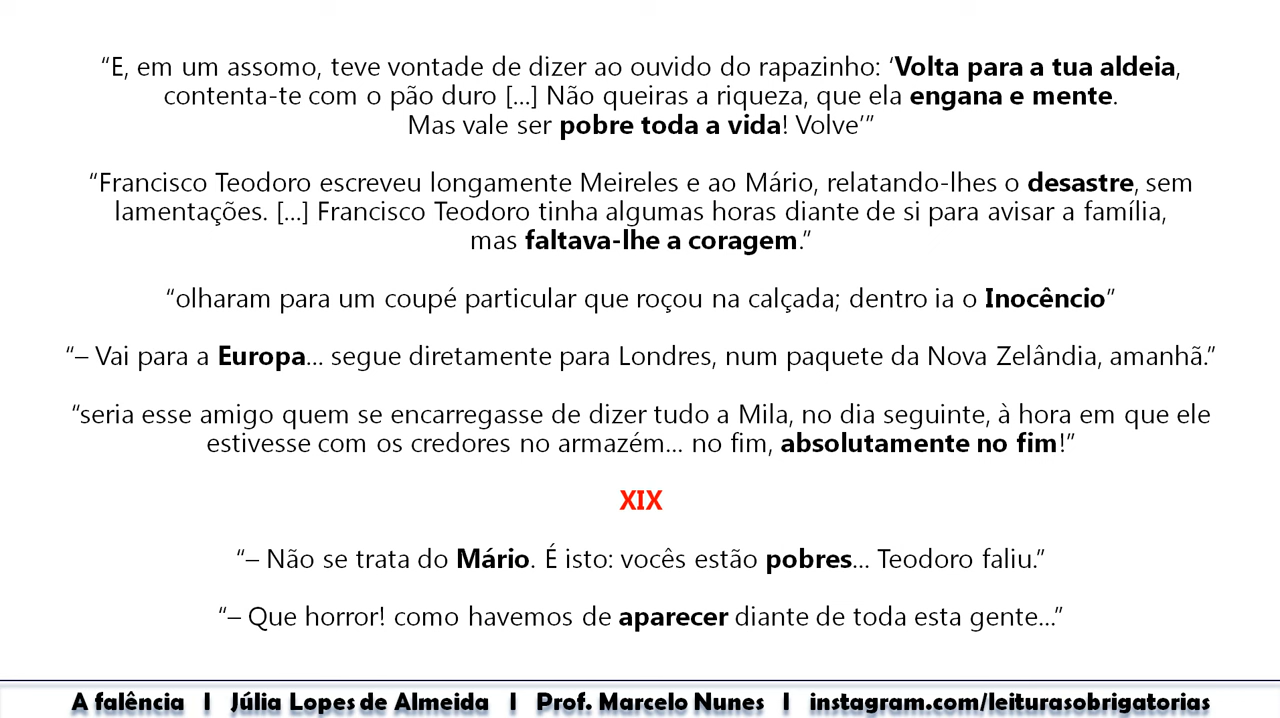 “E, em um assomo, teve vontade de dizer ao ouvido do rapazinho: ‘Volta para a tua aldeia,
contenta-te com o pão duro [...] Não queiras a riqueza, que ela engana e mente.
Mas vale ser pobre toda a vida! Volve’”
“Francisco Teodoro escreveu longamente Meireles e ao Mário, relatando-lhes o desastre, sem
lamentações. [...] Francisco Teodoro tinha algumas horas diante de si para avisar a família,
mas faltava-lhe a coragem.”
“olharam para um coupé particular que roçou na calçada; dentro ia o Inocêncio”
“– Vai para a Europa... segue diretamente para Londres, num paquete da Nova Zelândia, amanhã.”
“seria esse amigo quem se encarregasse de dizer tudo a Mila, no dia seguinte, à hora em que ele
estivesse com os credores no armazém... no fim, absolutamente no fim!”
XIX
“– Não se trata do Mário. É isto: vocês estão pobres... Teodoro faliu.”
“– Que horror! como havemos de aparecer diante de toda esta gente...”
A falência I Júlia Lopes de Almeida I Prof. Marcelo Nunes I instagram.com/leiturasobrigatorias